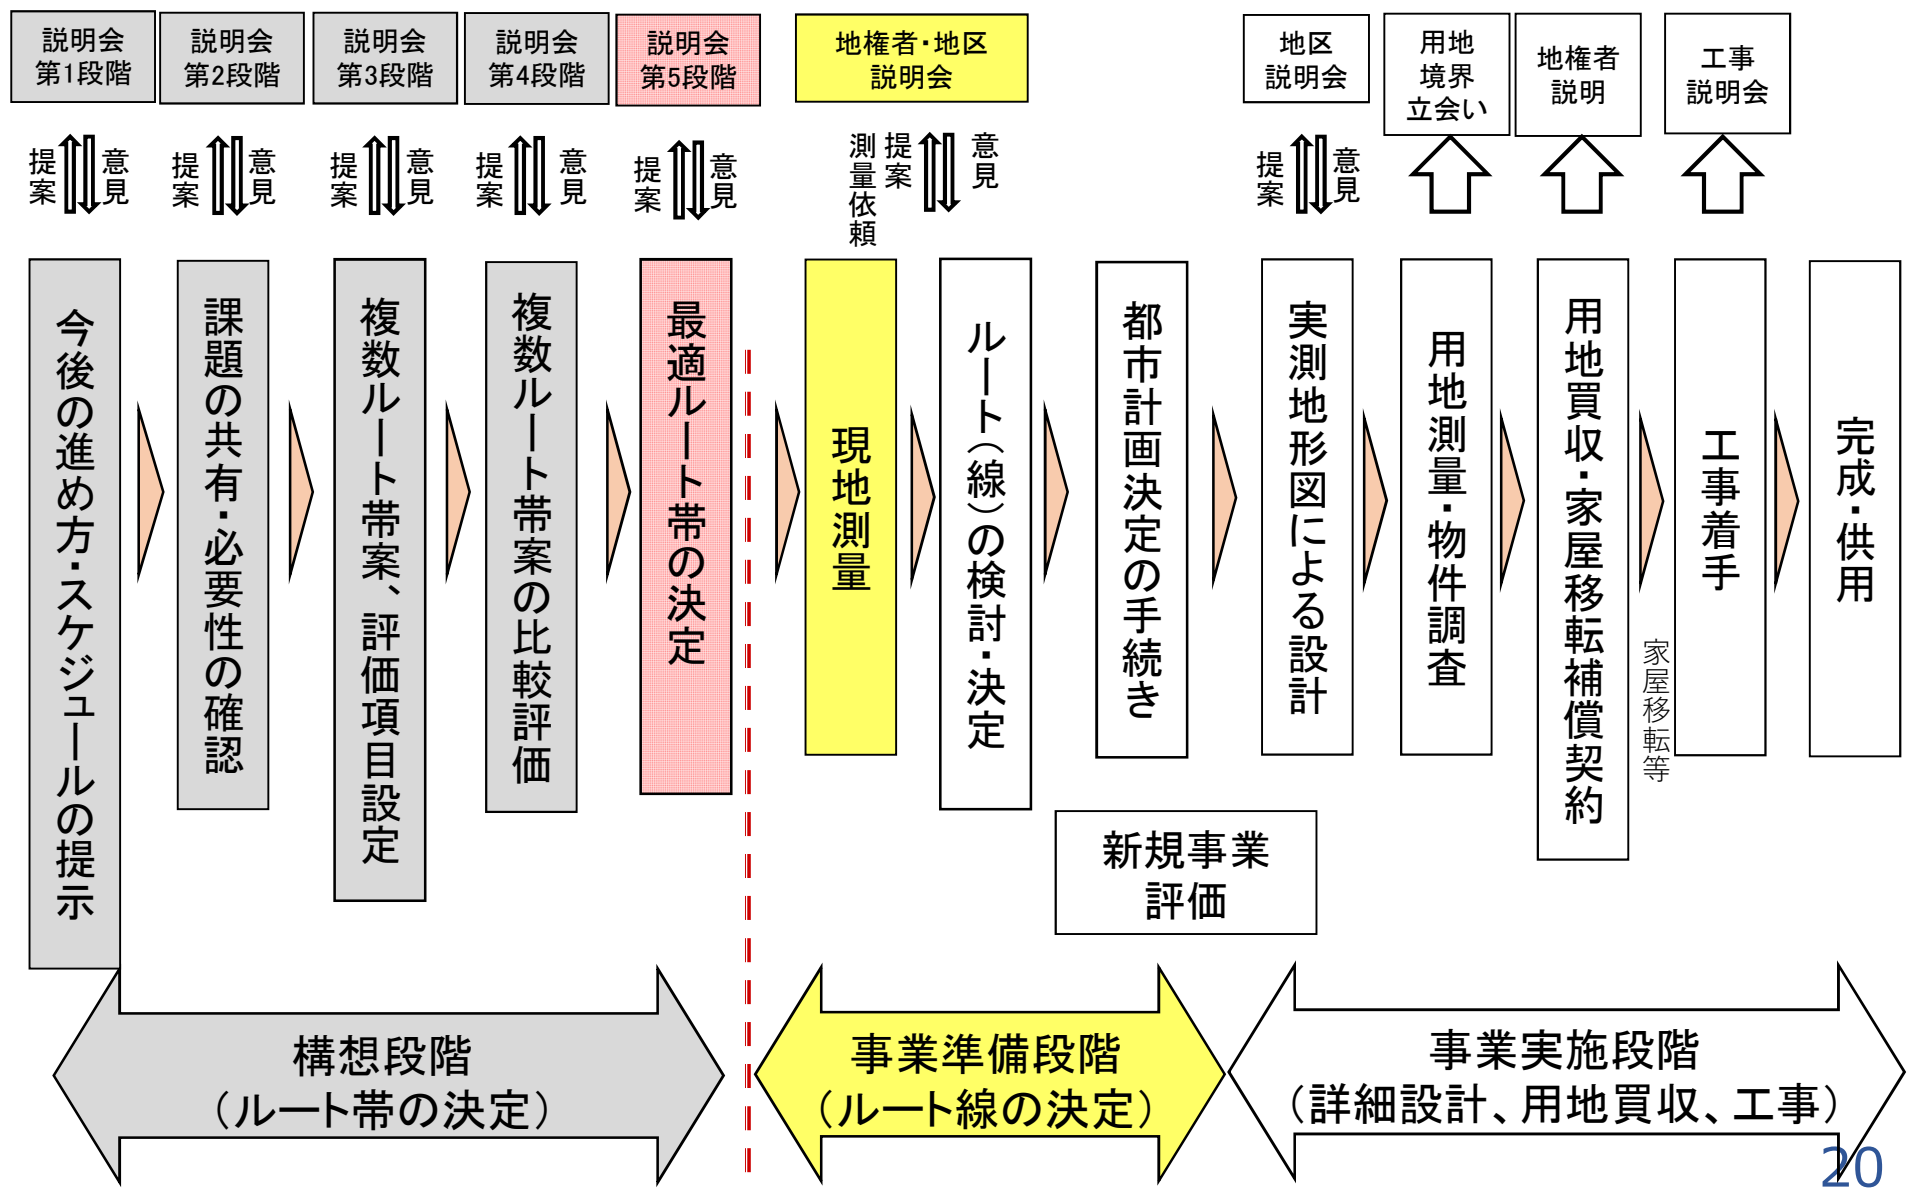 説明会
第1段階
説明会
第2段階
説明会
第3段階
説明会
第4段階
説明会
第5段階
地権者・地区
説明会
地区
説明会
用地
境界
立会い
地権者
説明
工事
説明会
提案
意見
提案
意見
提案
意見
提案
意見
提案
意見
測量依頼
提案
意見
提案
意見
今後の進め方・スケジュールの提示
課題の共有・必要性の確認
複数ルート帯案、評価項目設定
複数ルート帯案の比較評価
最適ルート帯の決定
現地測量
ルート（線）の検討・決定
都市計画決定の手続き
実測地形図による設計
用地測量・物件調査
用地買収・家屋移転補償契約
家屋移転等
工事着手
完成・供用
新規事業
評価
構想段階
（ルート帯の決定）
事業準備段階
（ルート線の決定）
事業実施段階
（詳細設計、用地買収、工事）
20